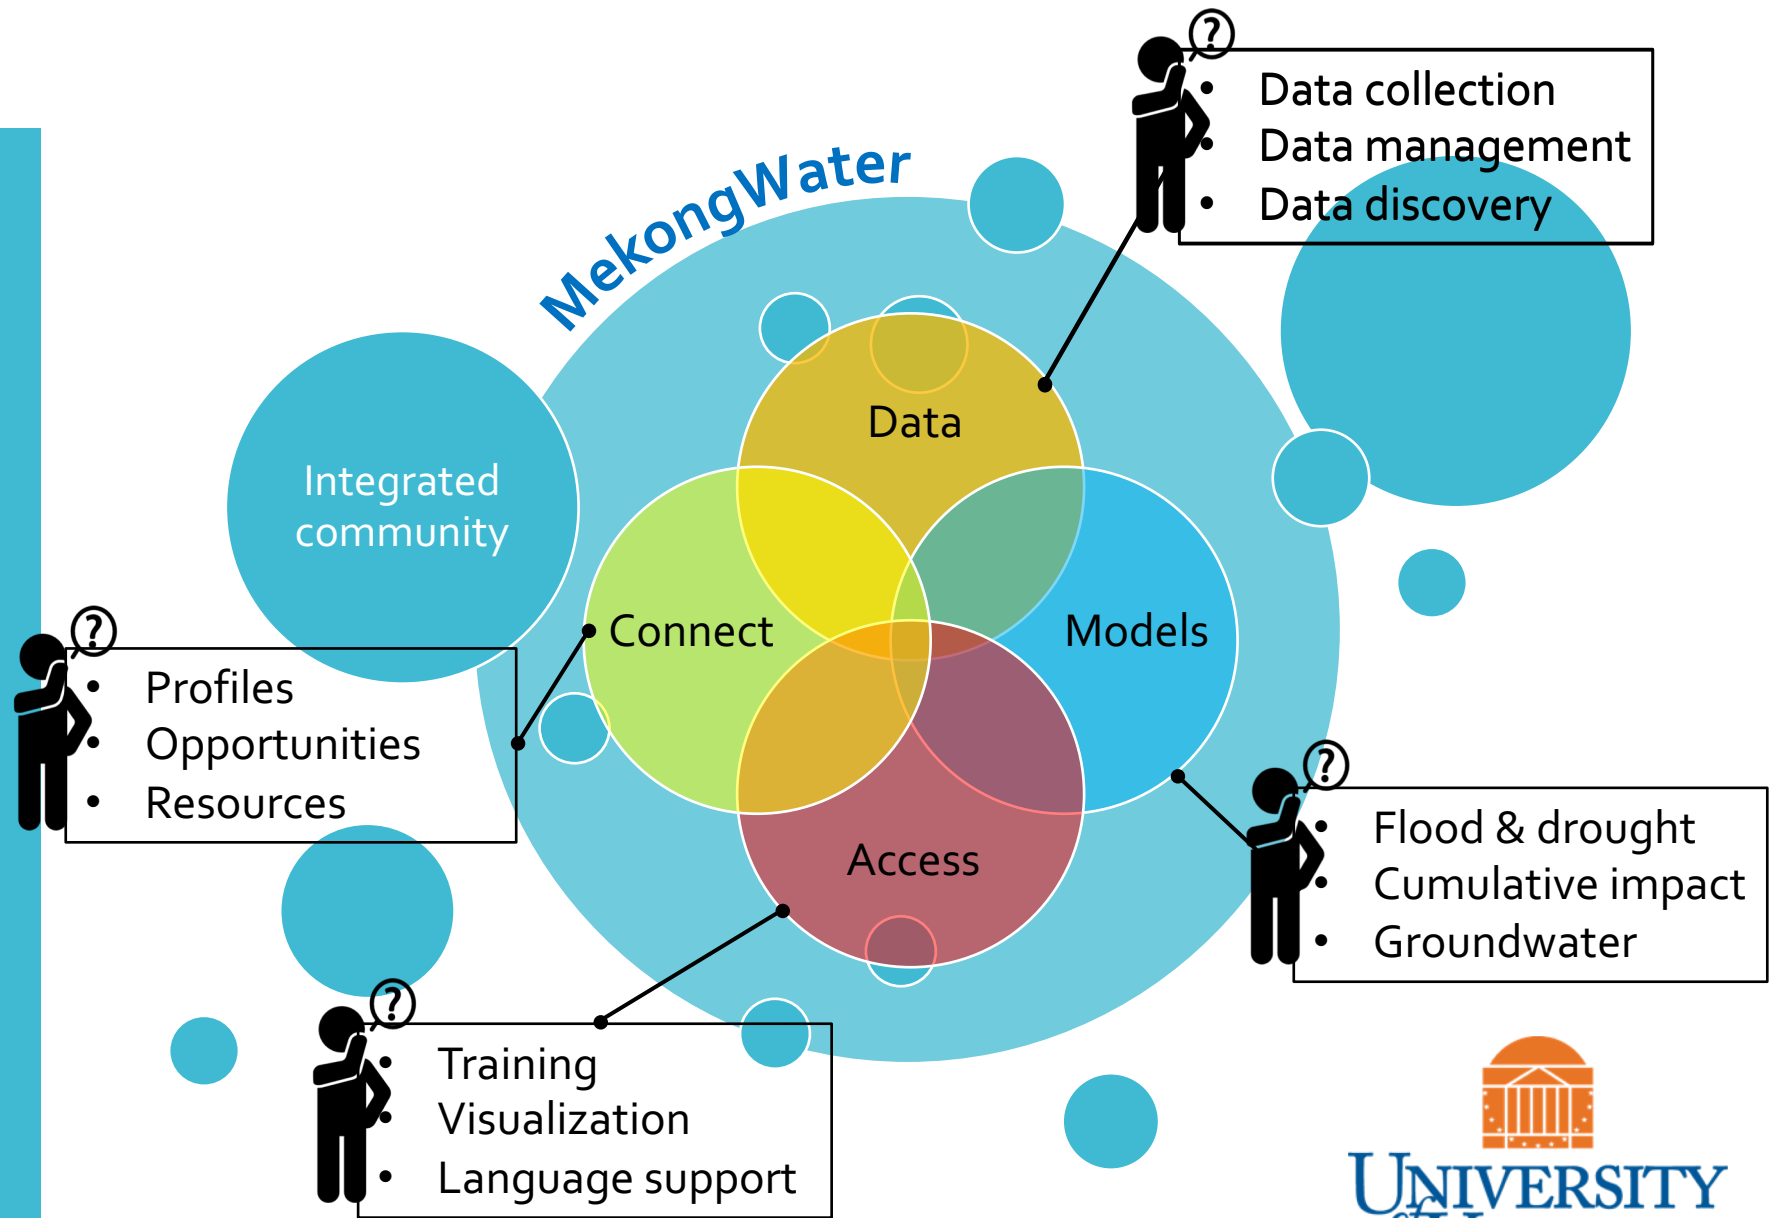 ?
• Data collection
• Data management
• Data discovery
MekongWater
Data
Integrated
community
Connect
Models
?
• Profiles
• Opportunities
• Resources
?
• Flood & drought
• Cumulative impact
• Groundwater
Access
?
• Training
• Visualization
• Language support
UNIVERSITY